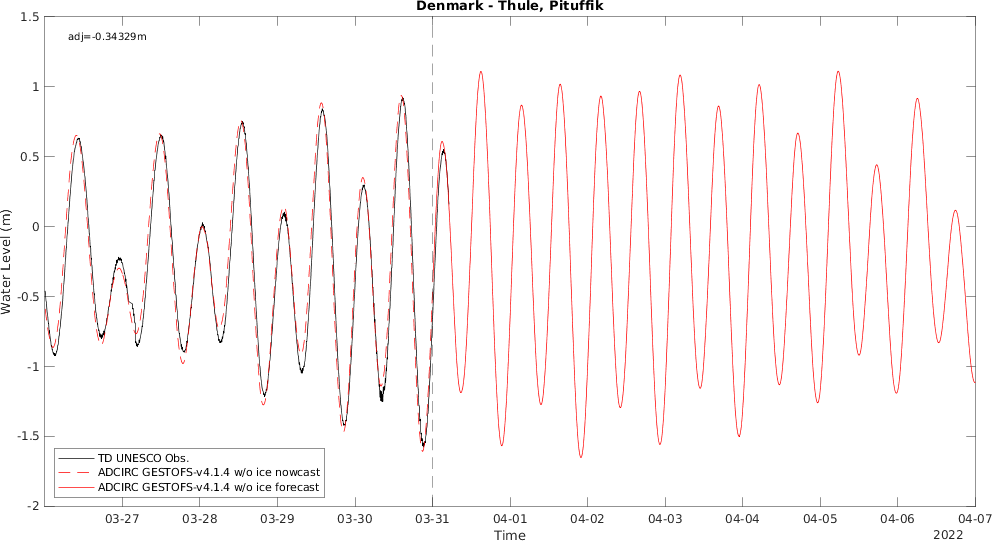 Denmark - Thule, Pituffik
adj=-0.34329m
1.5
1
0.5
0
-0.5
-1
-1.5
-2
Water Level (m)
TD UNESCO Obs.
ADCIRC GESTOFS-v4.1.4 w/o ice nowcast
ADCIRC GESTOFS-v4.1.4 w/o ice forecast
03-27 03-28 03-29 03-30 03-31 04-01 04-02 04-03 04-04 04-05 04-06 04-07
Time
2022